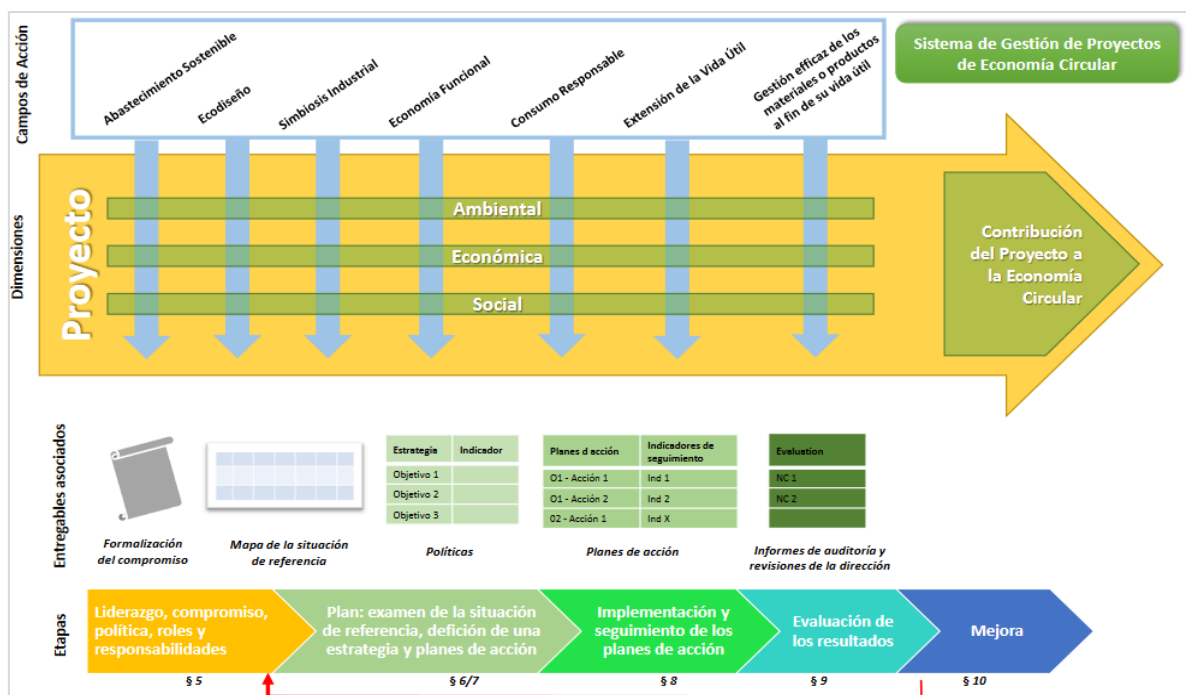 Campos de Acción
Abastecimiento Sostenible
Ecodiseño
Simbiosis Industrial
Economía Funcional
Consumo Responsable
Extensión de la Vida Útil
Gestión efficaz de los
materiales o productos
al fin de su vida útil
Sistema de Gestión de Proyectos
de Economía Circular
Dimensiones
Proyecto
Ambiental
Económica
Social
Contribución
del Proyecto a
la Economía
Circular
Entregables asociados
Formalización
del compromiso
Mapa de la situación
de referencia
Estrategia Indicador
Objetivo 1
Objetivo 2
Objetivo 3
Políticas
Planes d acción Indicadores de
seguimiento
O1 - Acción 1 Ind 1
O1 - Acción 2 Ind 2
02 - Acción 1 Ind X
Planes de acción
Evaluation
NC 1
NC 2
Informes de auditoría y
revisiones de la dirección
Etapas
Liderazgo, compromiso,
política, roles y
responsabilidades
Plan: examen de la situación
de referencia, defición de una
estrategia y planes de acción
Implementación y
seguimiento de los
planes de acción
Evaluación de
los resultados
Mejora
§ 5
§ 6/7
§ 8
§ 9
§ 10